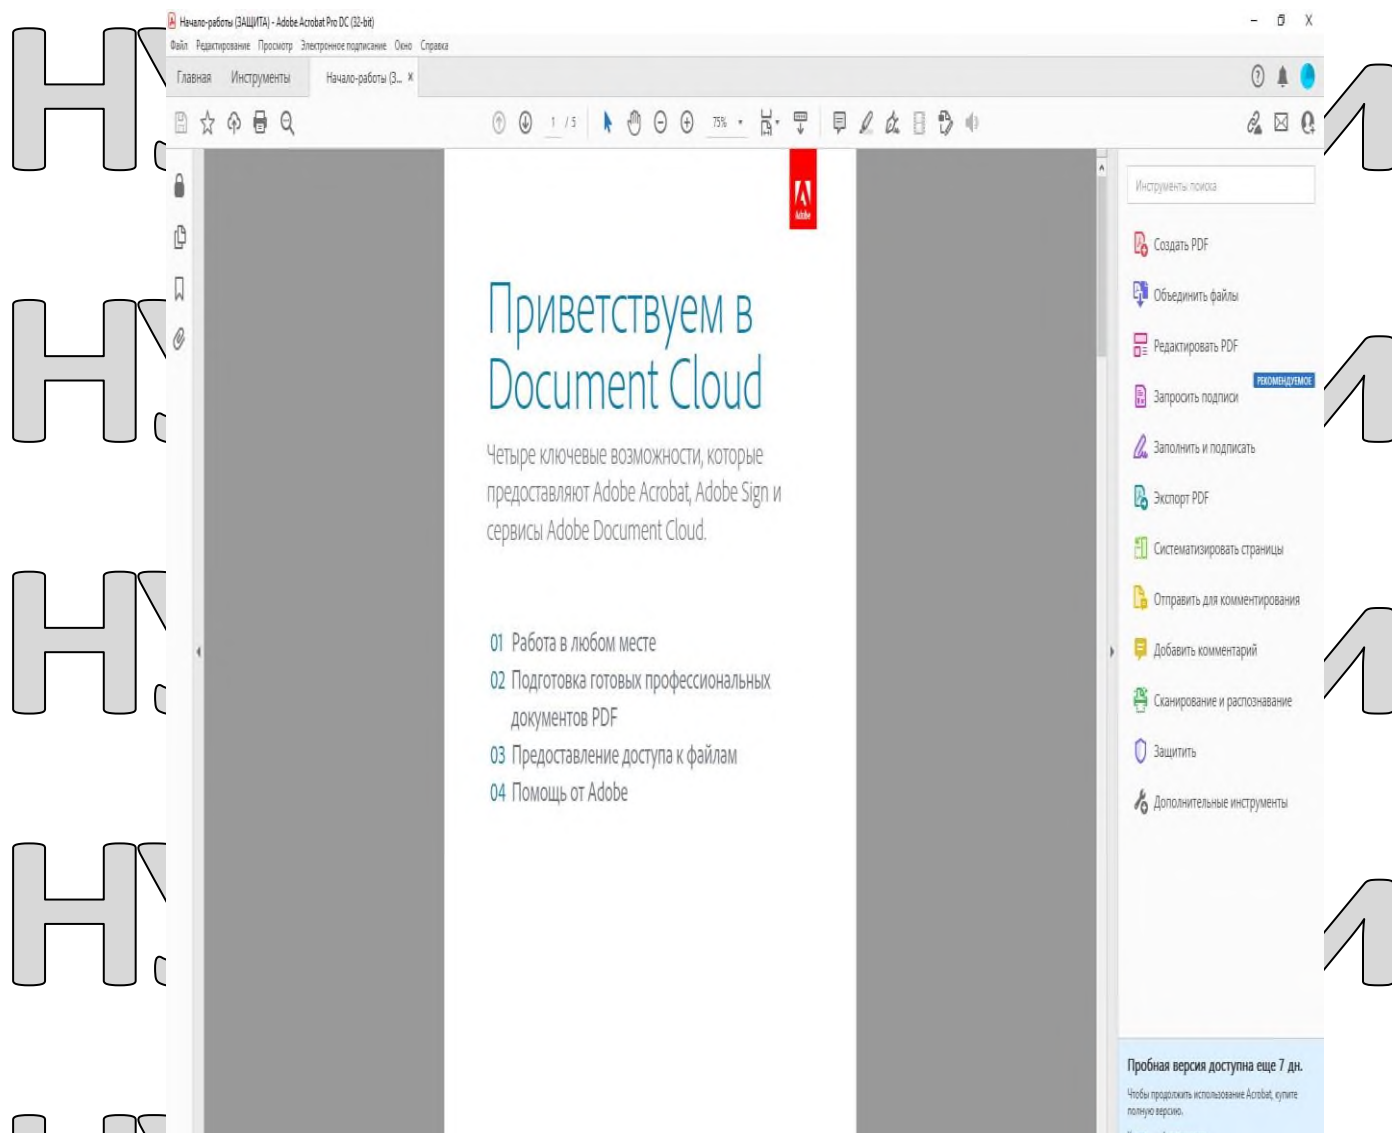 Начало-работы (ЗАЩИТА) - Adobe Acrobat Pro DC (32-bit)
Файл Редактирование Просмотр Электронное подписание Окно Справка
Главная Инструменты Начало-работы (З... x
1 / 5 75%
Инструменты поиска
Adobe
Приветствуем в
Document Cloud
Четыре ключевые возможности, которые
предоставляют Adobe Acrobat, Adobe Sign и
сервисы Adobe Document Cloud.
01 Работа в любом месте
02 Подготовка готовых профессиональных
документов PDF
03 Предоставление доступа к файлам
04 Помощь от Adobe
Создать PDF
Объединить файлы
Редактировать PDF
РЕКОМЕНДУЕМОЕ
Запросить подписи
Заполнить и подписать
Экспорт PDF
Систематизировать страницы
Отправить для комментирования
Добавить комментарий
Сканирование и распознавание
Защитить
Дополнительные инструменты
Пробная версия доступна еще 7 дн.
Чтобы продолжить использование Acrobat, купите
полную версию.